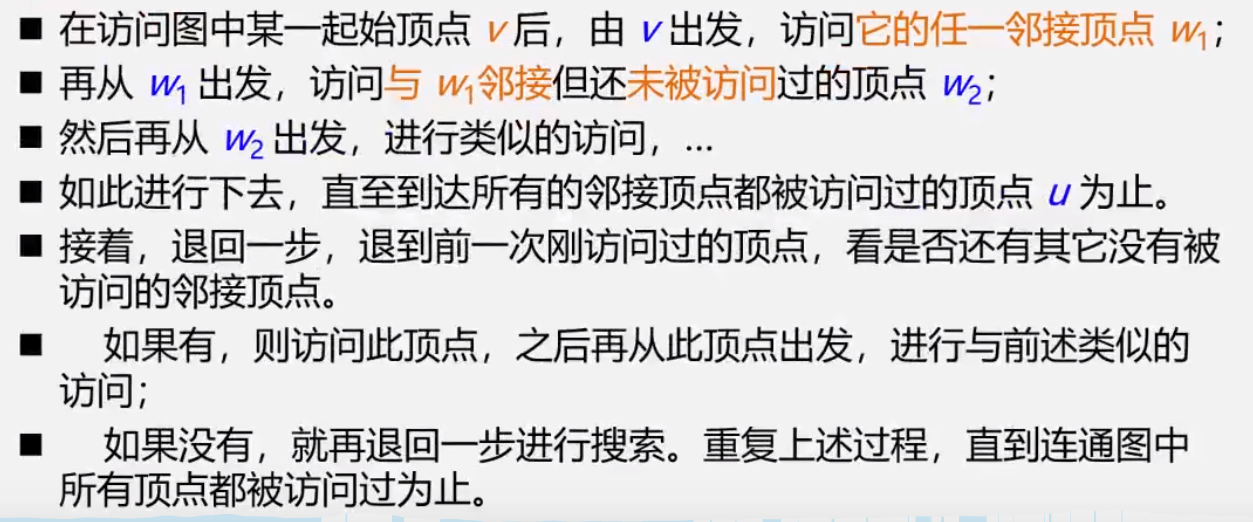 ■ 在访问图中某一起始顶点 v 后，由 v 出发，访问它的任一邻接顶点 w₁；
■ 再从 w₁ 出发，访问与 w₁邻接但还未被访问过的顶点 w₂；
■ 然后再从 w₂ 出发，进行类似的访问，…
■ 如此进行下去，直至到达所有的邻接顶点都被访问过的顶点 u 为止。
■ 接着，退回一步，退到前一次刚访问过的顶点，看是否还有其它没有被
访问的邻接顶点。
■ 如果有，则访问此顶点，之后再从此顶点出发，进行与前述类似的
访问；
■ 如果没有，就再退回一步进行搜索。重复上述过程，直到连通图中
所有顶点都被访问过为止。